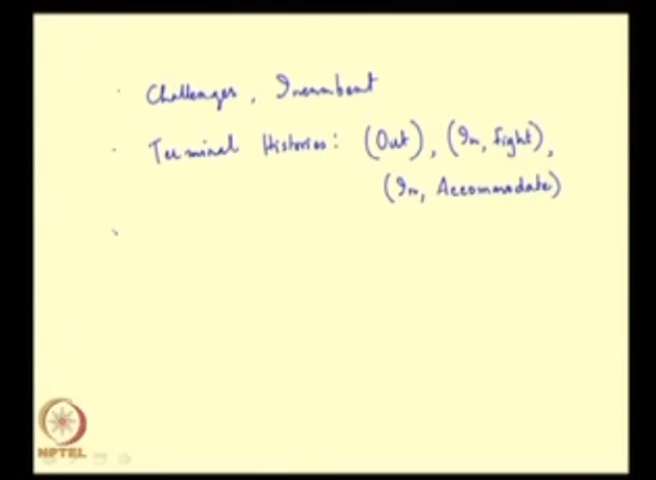 Challenger, Incumbent
Terminal Histories: (Out), (In, fight),
(In, Accommodate)
NPTEL